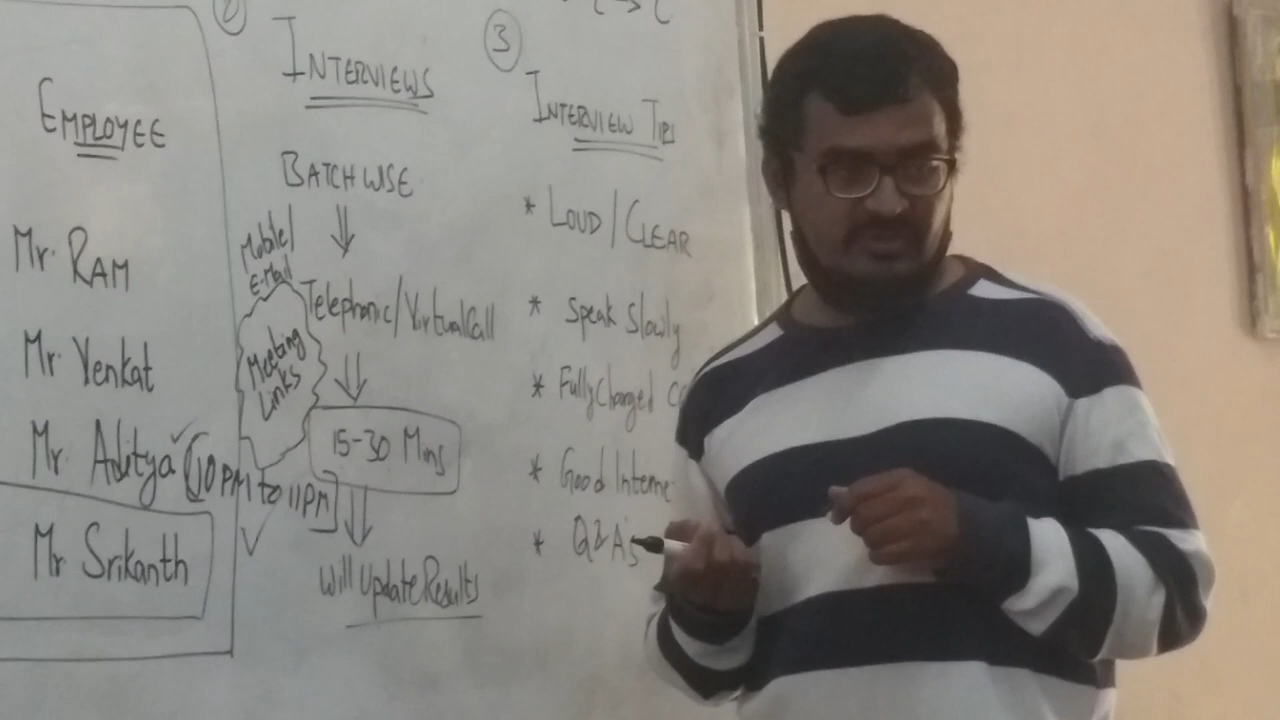 EMPLOYEE
Mr. RAM
Mr. Venkat
Mr. Aditya (10 PM to 11PM)
Mr Srikanth
2
INTERVIEWS
BATCHWISE
Mobile/
E-Mail
Meeting
Links
Telephonic/Virtual Call
15-30 Mins
Will Update Results
3
INTERVIEW TIPS
* LOUD/CLEAR
* Speak Slowly
* Fully Charged
* Good Interne
* Q&A's